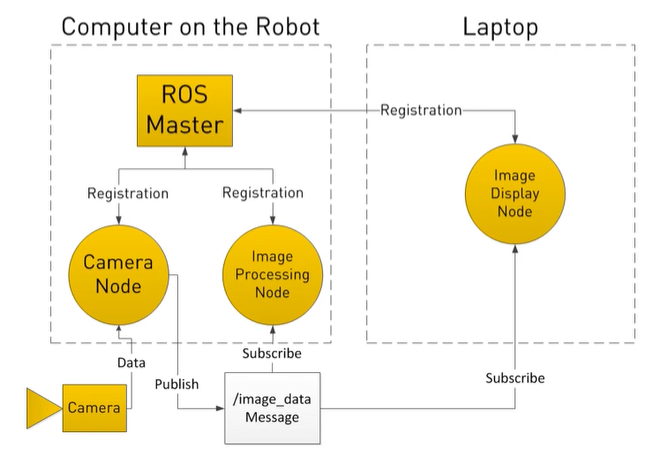 Computer on the Robot
Laptop
ROS
Master
Registration
Registration
Registration
Image
Display
Node
Camera
Node
Image
Processing
Node
Data
Subscribe
Publish
Subscribe
Camera
/image_data
Message